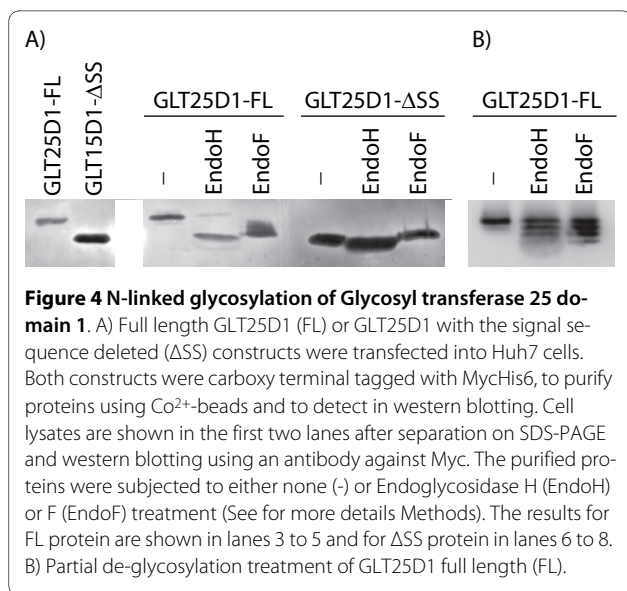 A)
B)
GLT25D1-FL
GLT15D1-ΔSS
GLT25D1-FL
GLT25D1-ΔSS
GLT25D1-FL
–
EndoH
EndoF
–
EndoH
EndoF
–
EndoH
EndoF
Figure 4 N-linked glycosylation of Glycosyl transferase 25 do-
main 1. A) Full length GLT25D1 (FL) or GLT25D1 with the signal se-
quence deleted (ΔSS) constructs were transfected into Huh7 cells.
Both constructs were carboxy terminal tagged with MycHis6, to purify
proteins using Co2+-beads and to detect in western blotting. Cell
lysates are shown in the first two lanes after separation on SDS-PAGE
and western blotting using an antibody against Myc. The purified pro-
teins were subjected to either none (-) or Endoglycosidase H (EndoH)
or F (EndoF) treatment (See for more details Methods). The results for
FL protein are shown in lanes 3 to 5 and for ΔSS protein in lanes 6 to 8.
B) Partial de-glycosylation treatment of GLT25D1 full length (FL).